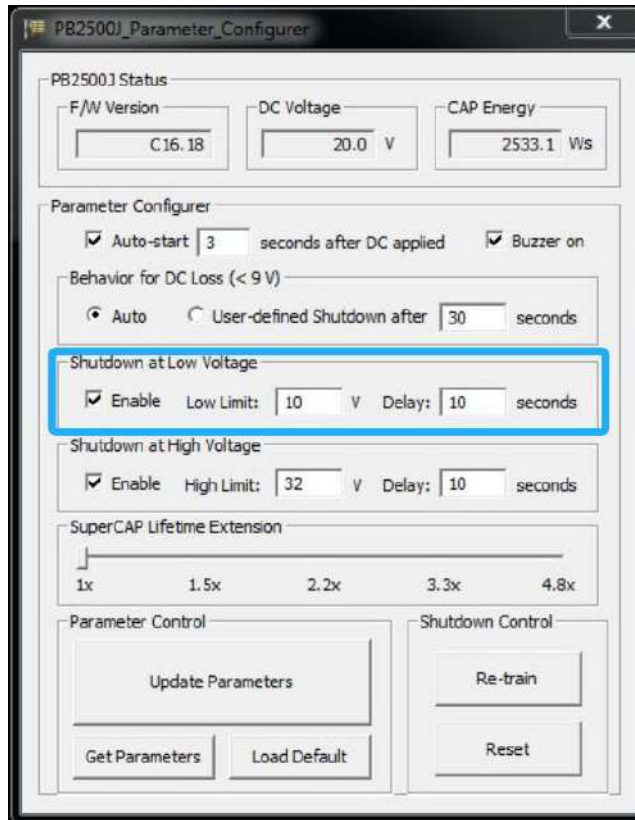 PB2500J_Parameter_Configurer
x
PB2500J Status
F/W Version DC Voltage CAP Energy
C16.18 20.0 V 2533.1 Ws
Parameter Configurer
Auto-start 3 seconds after DC applied Buzzer on
Behavior for DC Loss (< 9 V)
Auto User-defined Shutdown after 30 seconds
Shutdown at Low Voltage
Enable Low Limit: 10 V Delay: 10 seconds
Shutdown at High Voltage
Enable High Limit: 32 V Delay: 10 seconds
SuperCAP Lifetime Extension
1x 1.5x 2.2x 3.3x 4.8x
Parameter Control Shutdown Control
Update Parameters Re-train
Get Parameters Load Default Reset